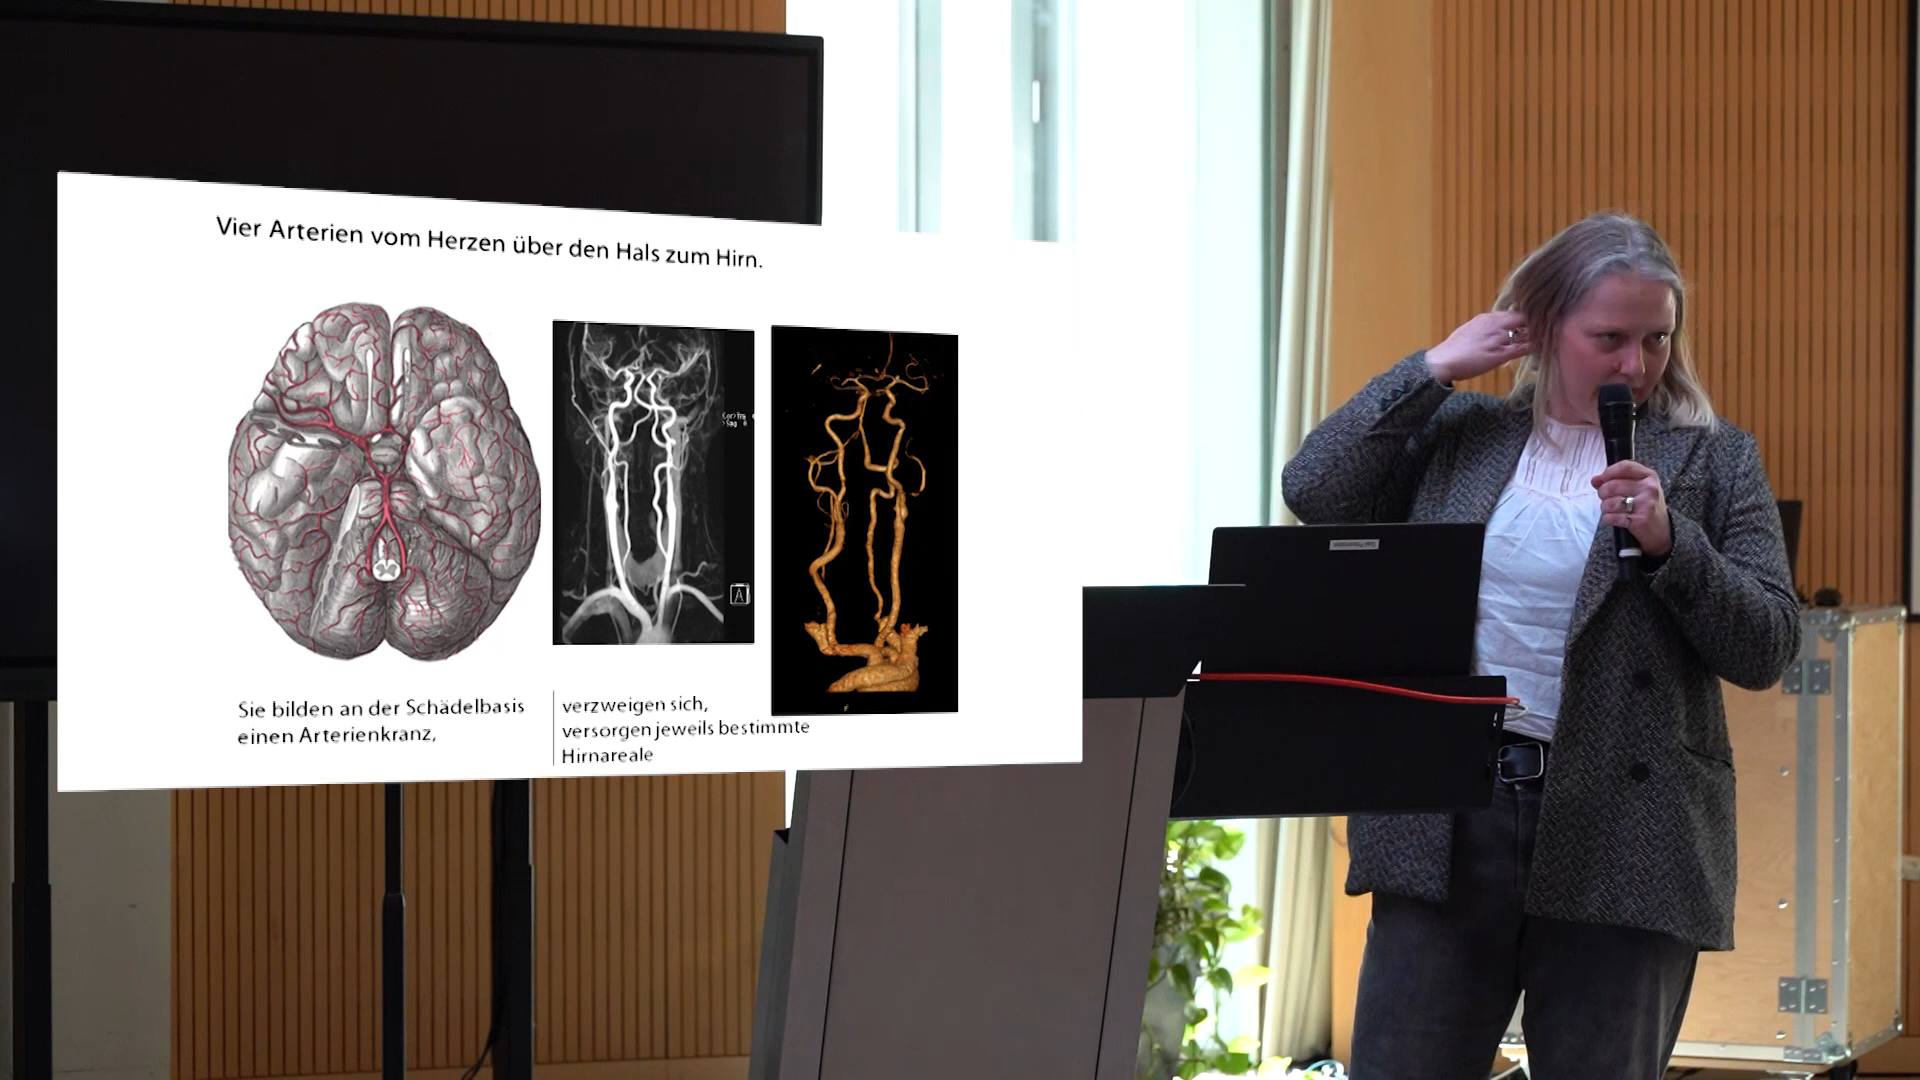 Vier Arterien vom Herzen über den Hals zum Hirn.
A
Sie bilden an der Schädelbasis
einen Arterienkranz,
verzweigen sich,
versorgen jeweils bestimmte
Hirnareale